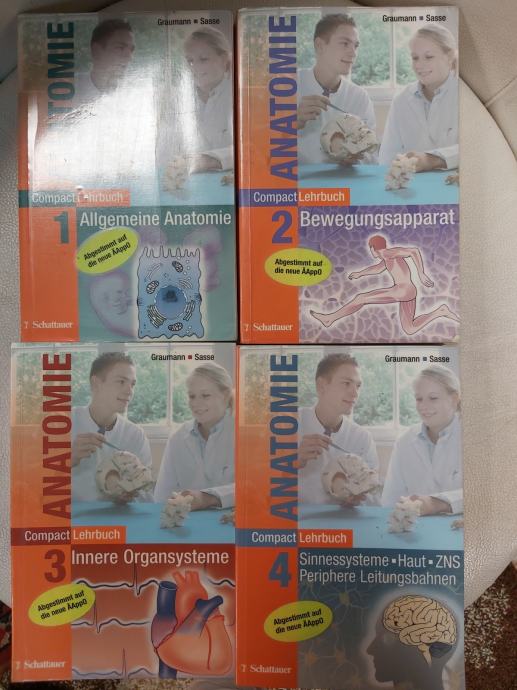 Graumann ▪ Sasse
ANATOMIE
Compact Lehrbuch
1 Allgemeine Anatomie
Abgestimmt auf
die neue ÄAppO
Schattauer
Graumann ▪ Sasse
ANATOMIE
Compact Lehrbuch
2 Bewegungsapparat
Abgestimmt auf
die neue ÄAppO
Schattauer
Graumann ▪ Sasse
ANATOMIE
Compact Lehrbuch
3 Innere Organsysteme
Abgestimmt auf
die neue ÄAppO
Schattauer
Graumann ▪ Sasse
ANATOMIE
Compact Lehrbuch
4 Sinnessysteme ▪ Haut ▪ ZNS
Periphere Leitungsbahnen
Abgestimmt auf
die neue ÄAppO
Schattauer